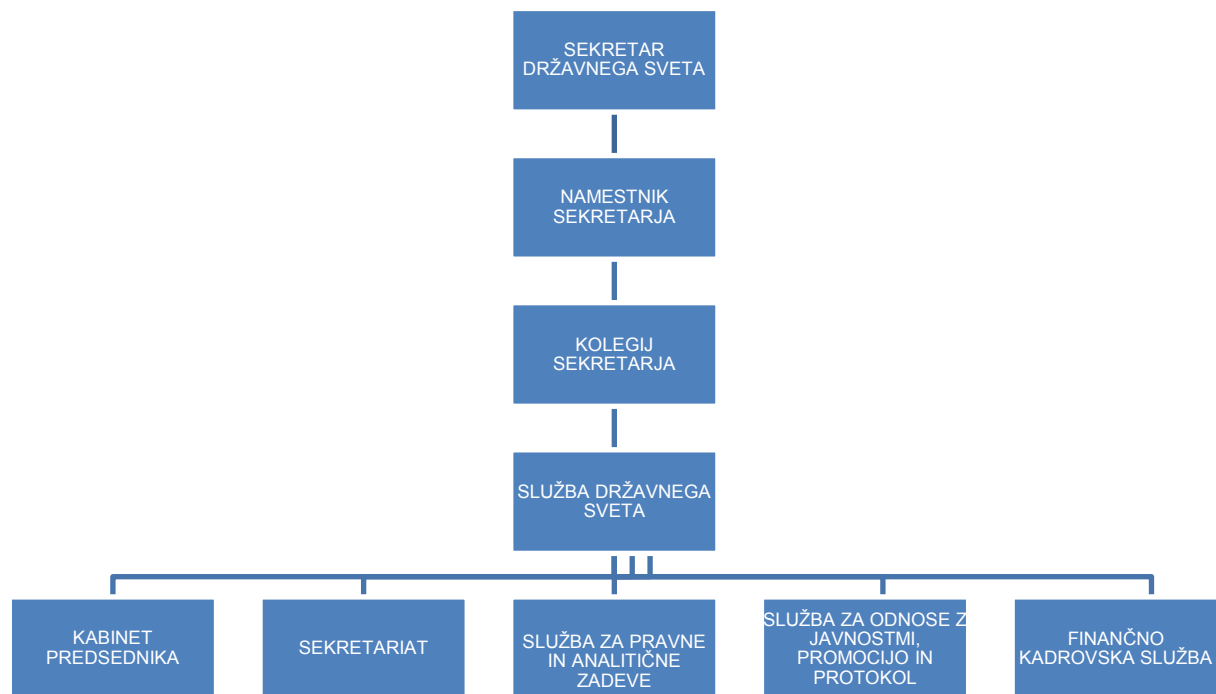 SEKRETAR
DRŽAVNEGA SVETA
NAMESTNIK
SEKRETARJA
KOLEGIJ
SEKRETARJA
SLUŽBA DRŽAVNEGA
SVETA
KABINET
PREDSEDNIKA
SEKRETARIAT
SLUŽBA ZA PRAVNE
IN ANALITIČNE
ZADEVE
SLUŽBA ZA ODNOSE Z
JAVNOSTMI,
PROMOCIJO IN
PROTOKOL
FINANČNO
KADROVSKA SLUŽBA